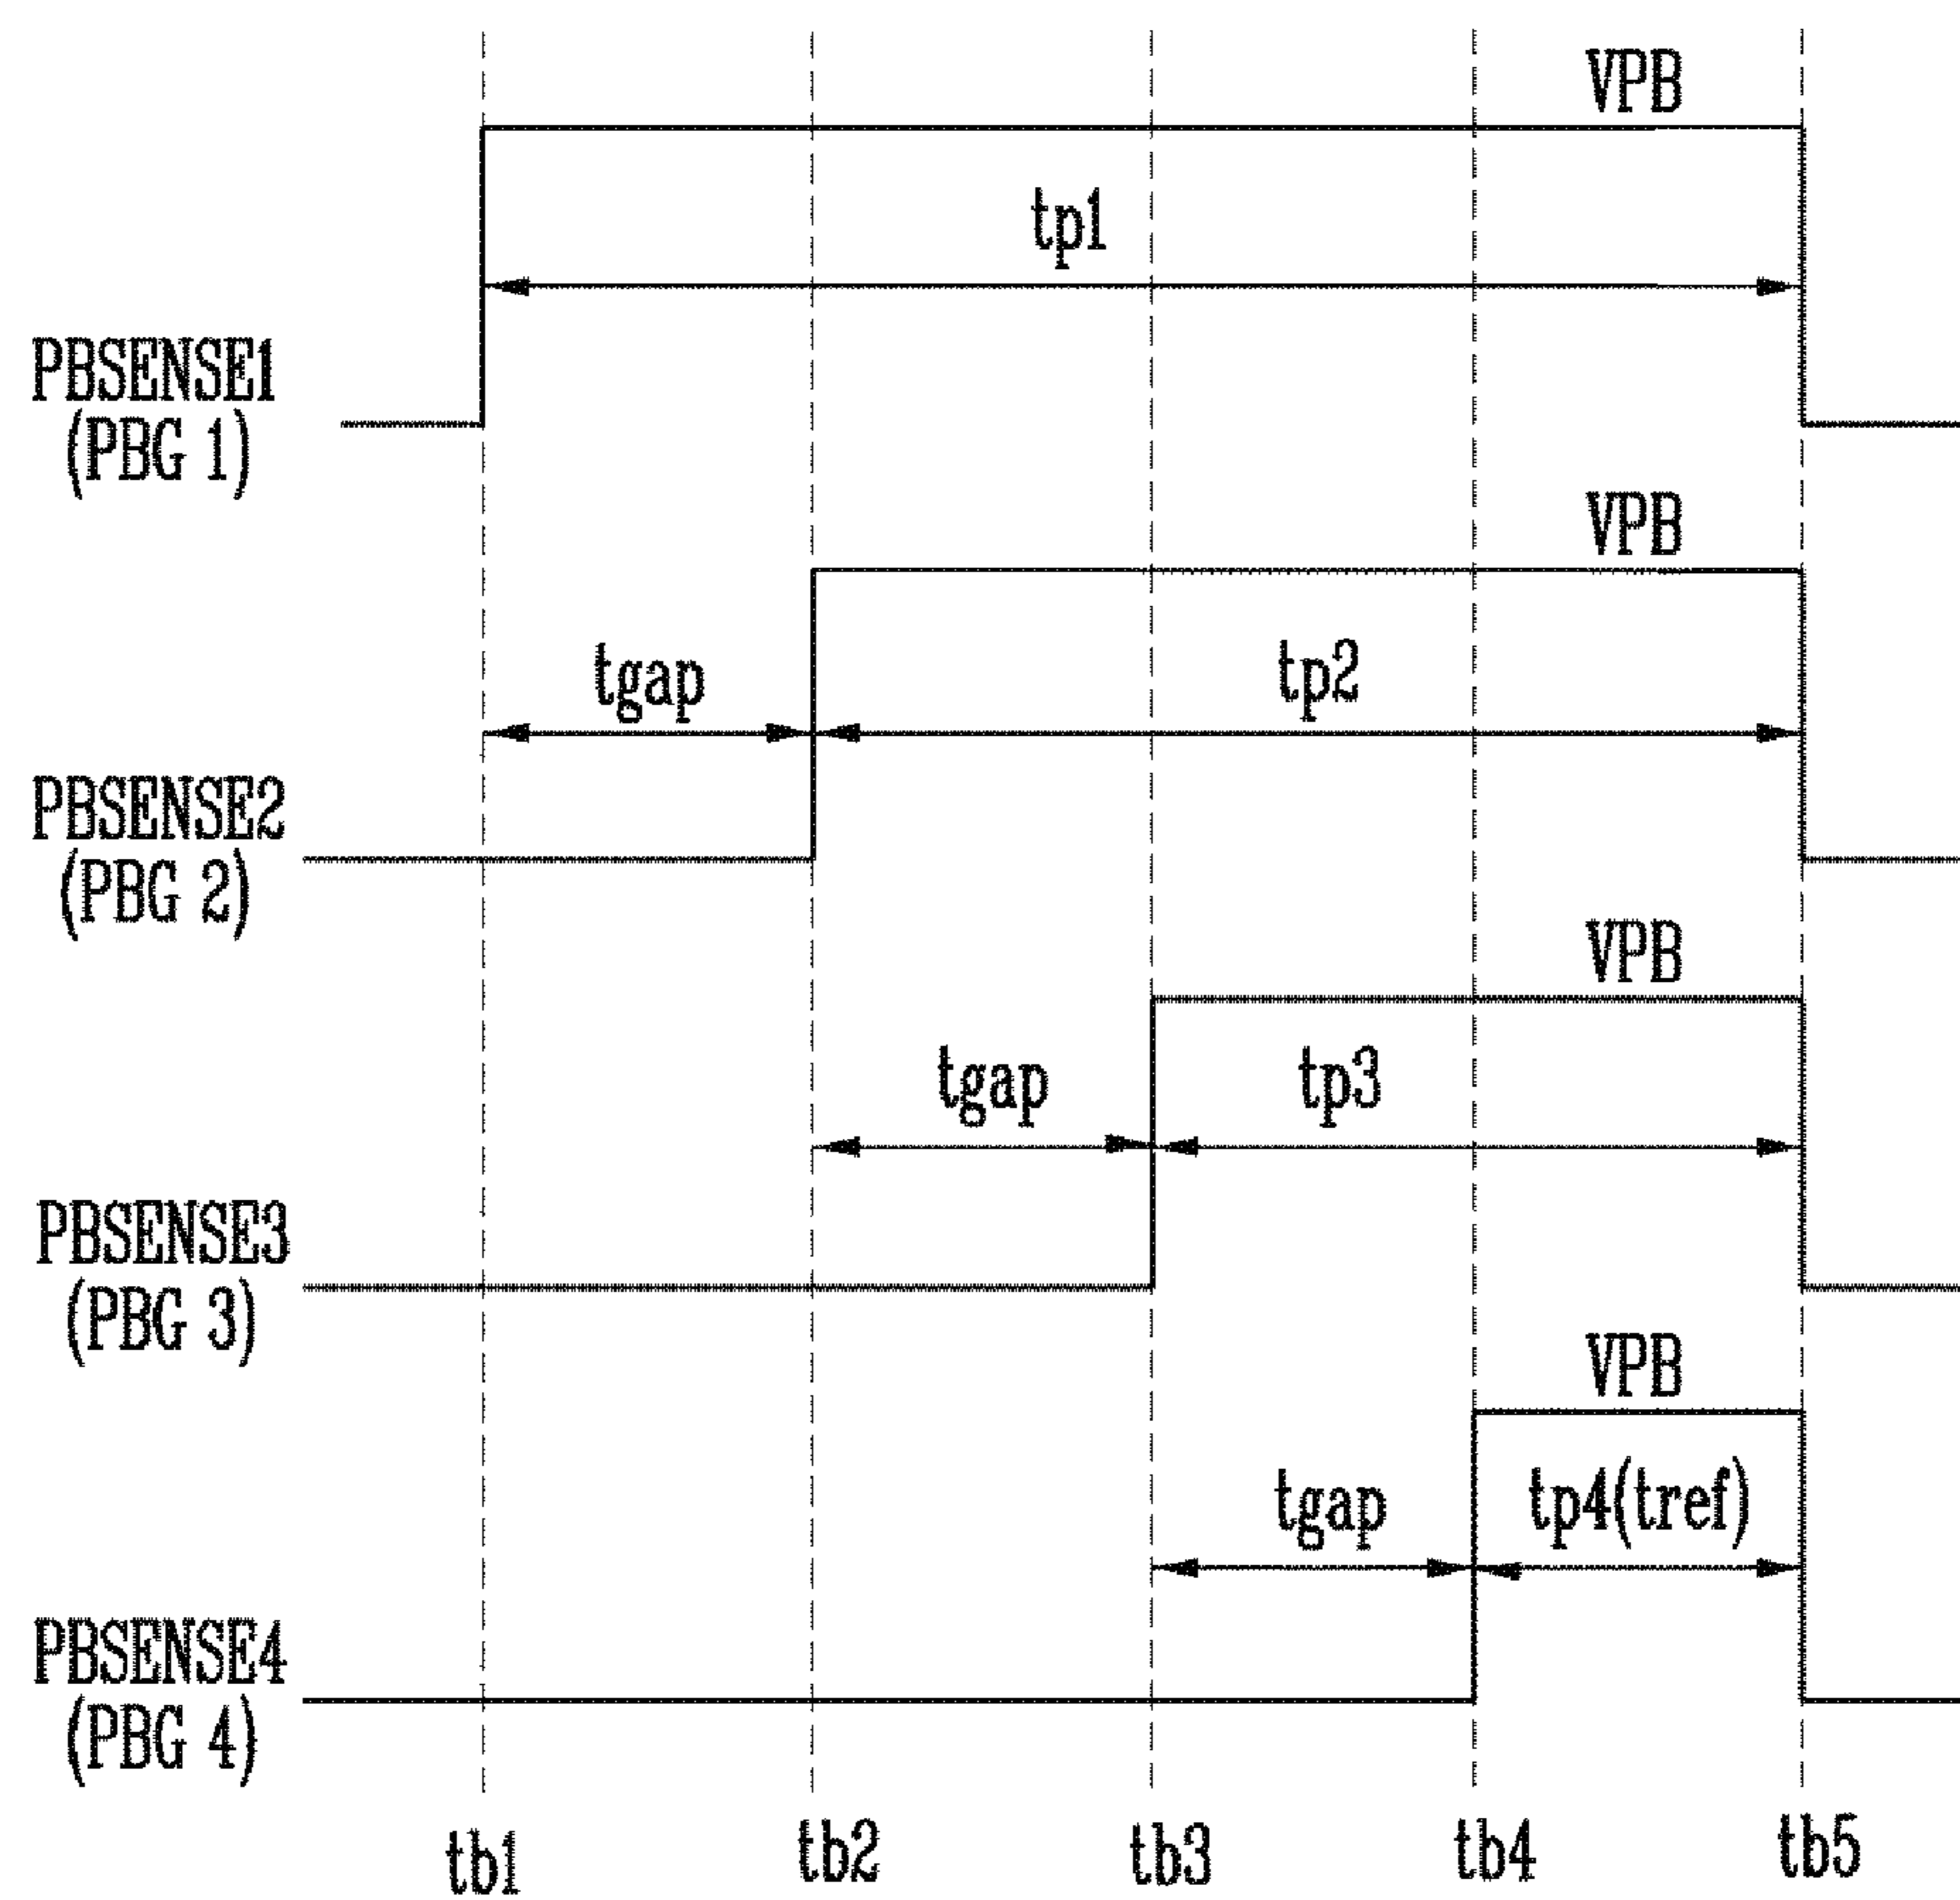 VPB
tp1
PBSENSE1
(PBG 1)
VPB
tgap
tp2
PBSENSE2
(PBG 2)
VPB
tgap
tp3
PBSENSE3
(PBG 3)
VPB
tgap
tp4(tref)
PBSENSE4
(PBG 4)
tb1
tb2
tb3
tb4
tb5